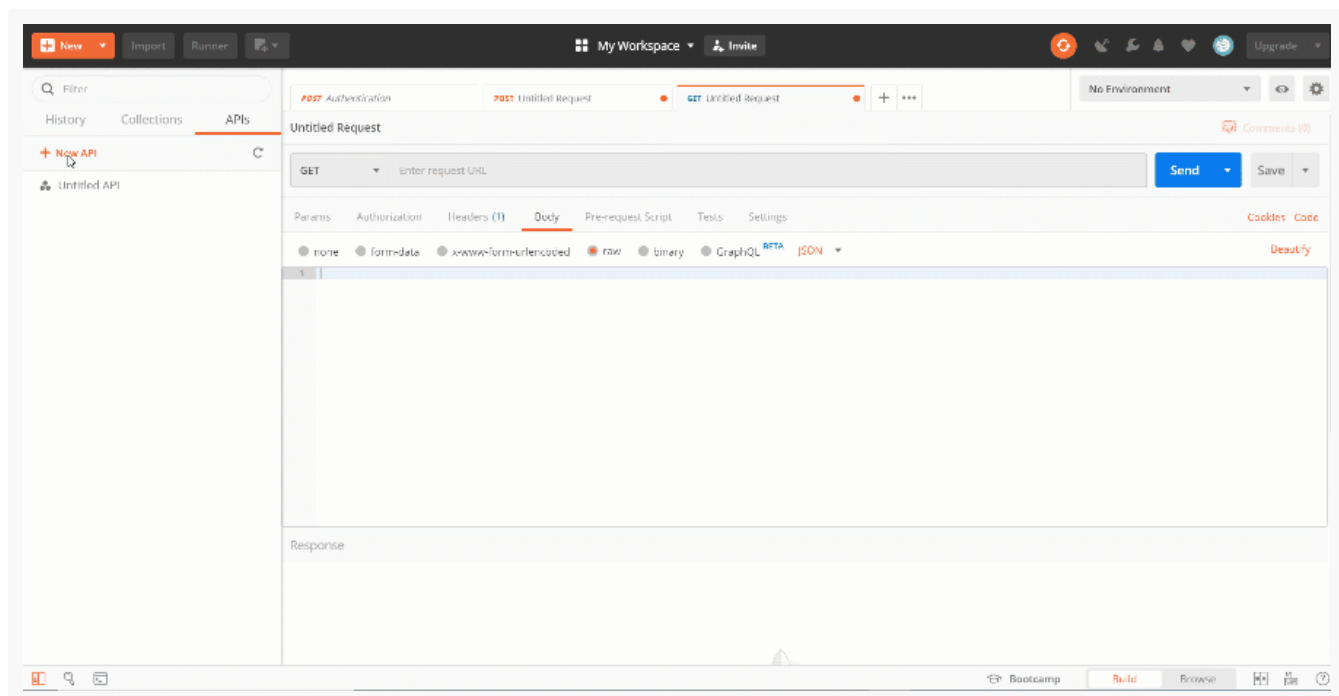 New Import Runner My Workspace Invite Upgrade
Filter
History Collections APIs
+ New API
Untitled API
POST Authentication POST Untitled Request GET Untitled Request + ••• No Environment
Untitled Request Comments (0)
GET Enter request URL Send Save
Params Authorization Headers (1) Body Pre-request Script Tests Settings Cookies Code
none form-data x-www-form-urlencoded raw binary GraphQL BETA JSON Beautify
1
Response
Bootcamp Build Browse